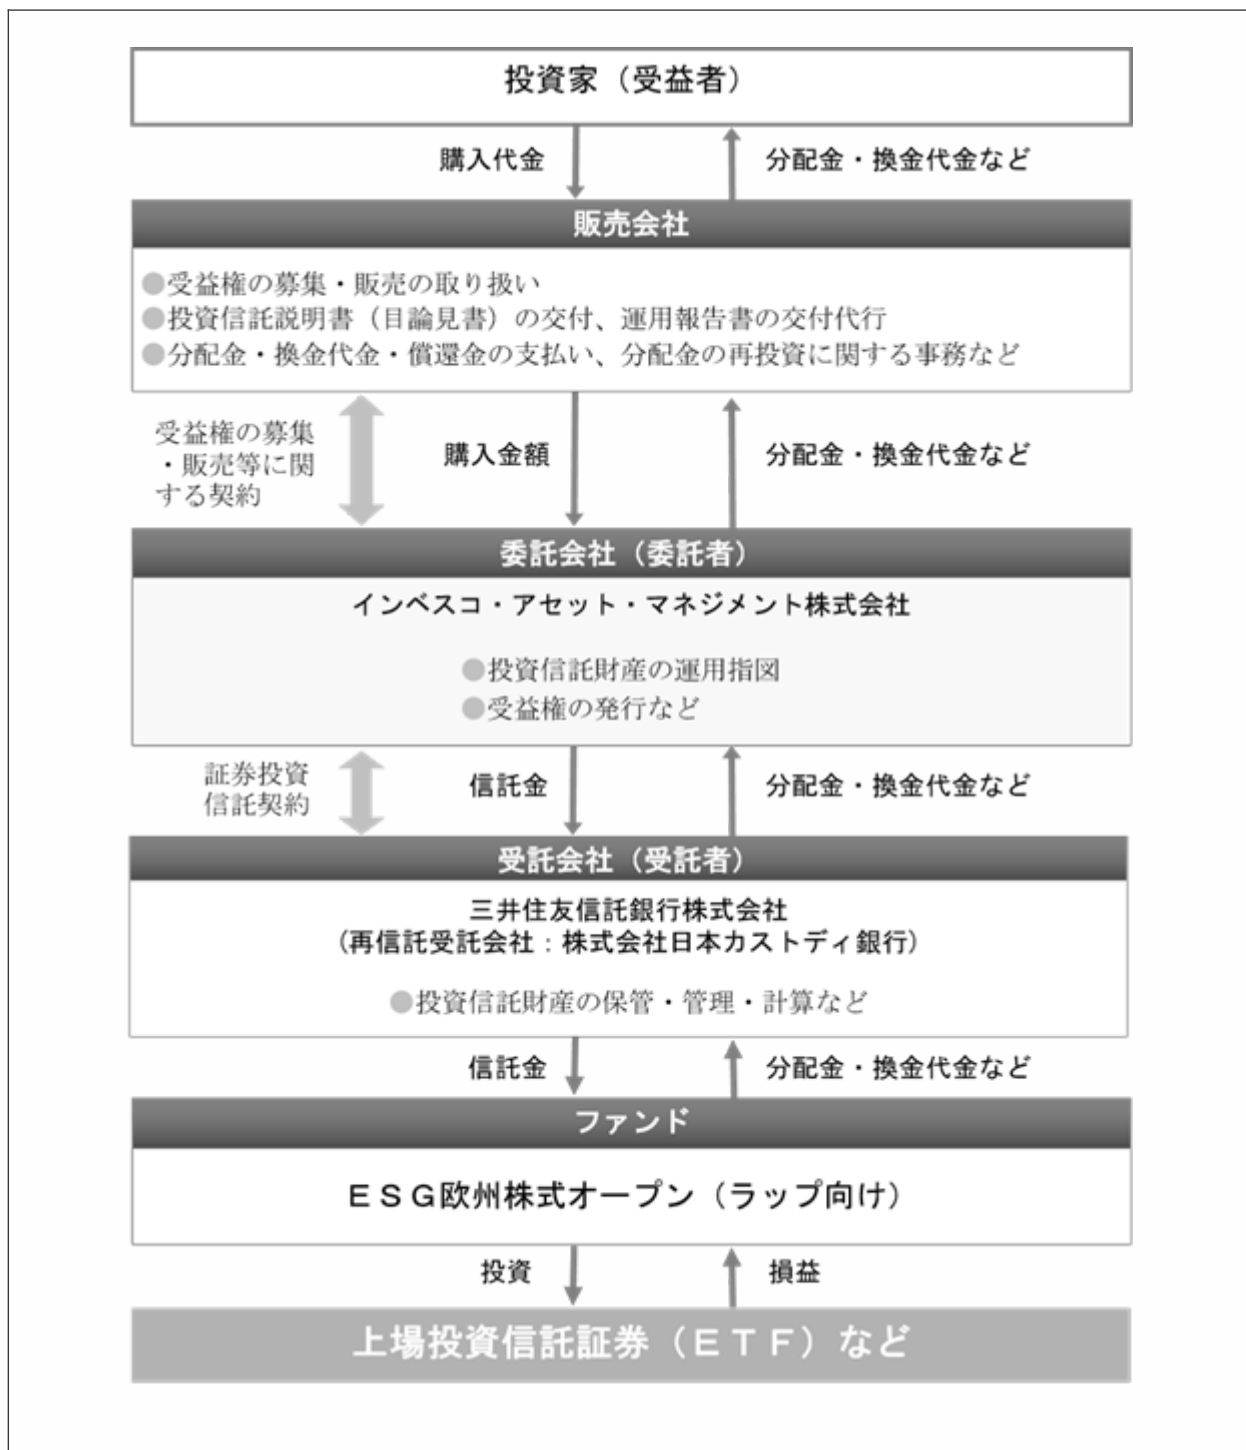 投資家（受益者）
購入代金
分配金・換金代金など
販売会社
●受益権の募集・販売の取り扱い
●投資信託説明書（目論見書）の交付、運用報告書の交付代行
●分配金・換金代金・償還金の支払い、分配金の再投資に関する事務など
受益権の募集
・販売等に関
する契約
購入金額
分配金・換金代金など
委託会社（委託者）
インベスコ・アセット・マネジメント株式会社
●投資信託財産の運用指図
●受益権の発行など
証券投資
信託契約
信託金
分配金・換金代金など
受託会社（受託者）
三井住友信託銀行株式会社
(再信託受託会社：株式会社日本カストディ銀行)
●投資信託財産の保管・管理・計算など
信託金
分配金・換金代金など
ファンド
ＥＳＧ欧州株式オープン（ラップ向け）
投資
損益
上場投資信託証券（ＥＴＦ）など